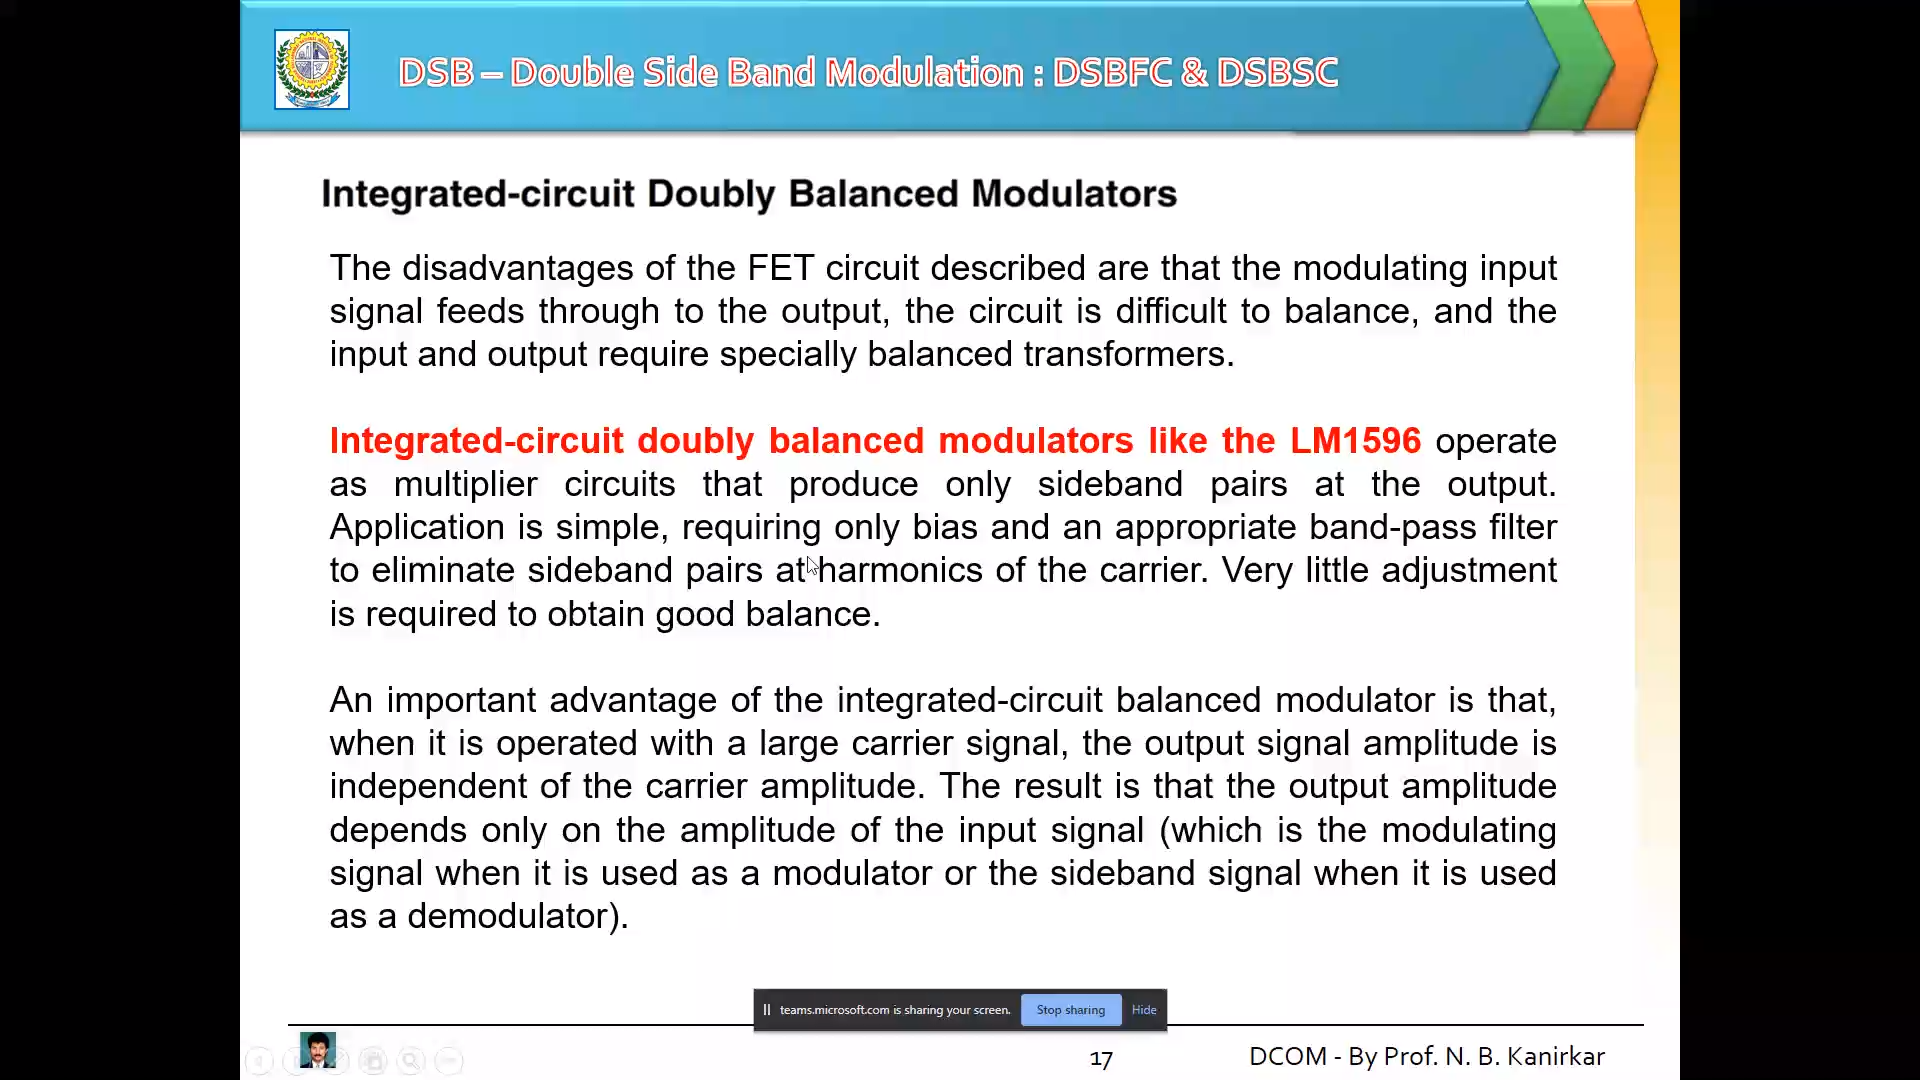 DSB – Double Side Band Modulation : DSBFC & DSBSC
Integrated-circuit Doubly Balanced Modulators
The disadvantages of the FET circuit described are that the modulating input
signal feeds through to the output, the circuit is difficult to balance, and the
input and output require specially balanced transformers.
Integrated-circuit doubly balanced modulators like the LM1596 operate
as multiplier circuits that produce only sideband pairs at the output.
Application is simple, requiring only bias and an appropriate band-pass filter
to eliminate sideband pairs at harmonics of the carrier. Very little adjustment
is required to obtain good balance.
An important advantage of the integrated-circuit balanced modulator is that,
when it is operated with a large carrier signal, the output signal amplitude is
independent of the carrier amplitude. The result is that the output amplitude
depends only on the amplitude of the input signal (which is the modulating
signal when it is used as a modulator or the sideband signal when it is used
as a demodulator).
teams.microsoft.com is sharing your screen. Stop sharing Hide
17 DCOM - By Prof. N. B. Kanirkar